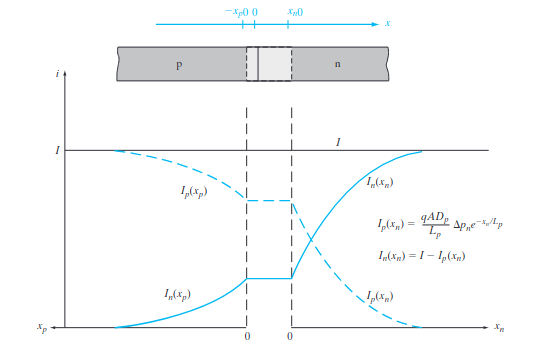 −xₚ0 0 xₙ0 x
p n
i
I I
Iₚ(xₚ) Iₙ(xₙ)
Iₚ(xₙ) = qADₚ/Lₚ Δpₙe^−xₙ/Lₚ
Iₙ(xₙ) = I − Iₚ(xₙ)
Iₙ(xₚ) Iₚ(xₙ)
xₚ 0 0 xₙ